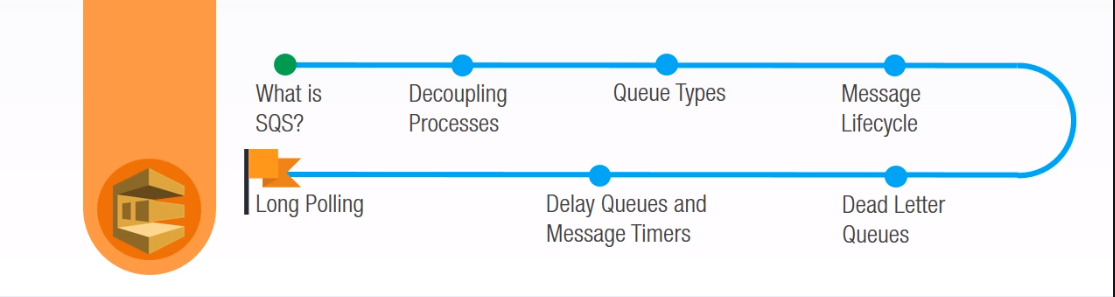 What is
SQS?
Decoupling
Processes
Queue Types
Message
Lifecycle
Long Polling
Delay Queues and
Message Timers
Dead Letter
Queues